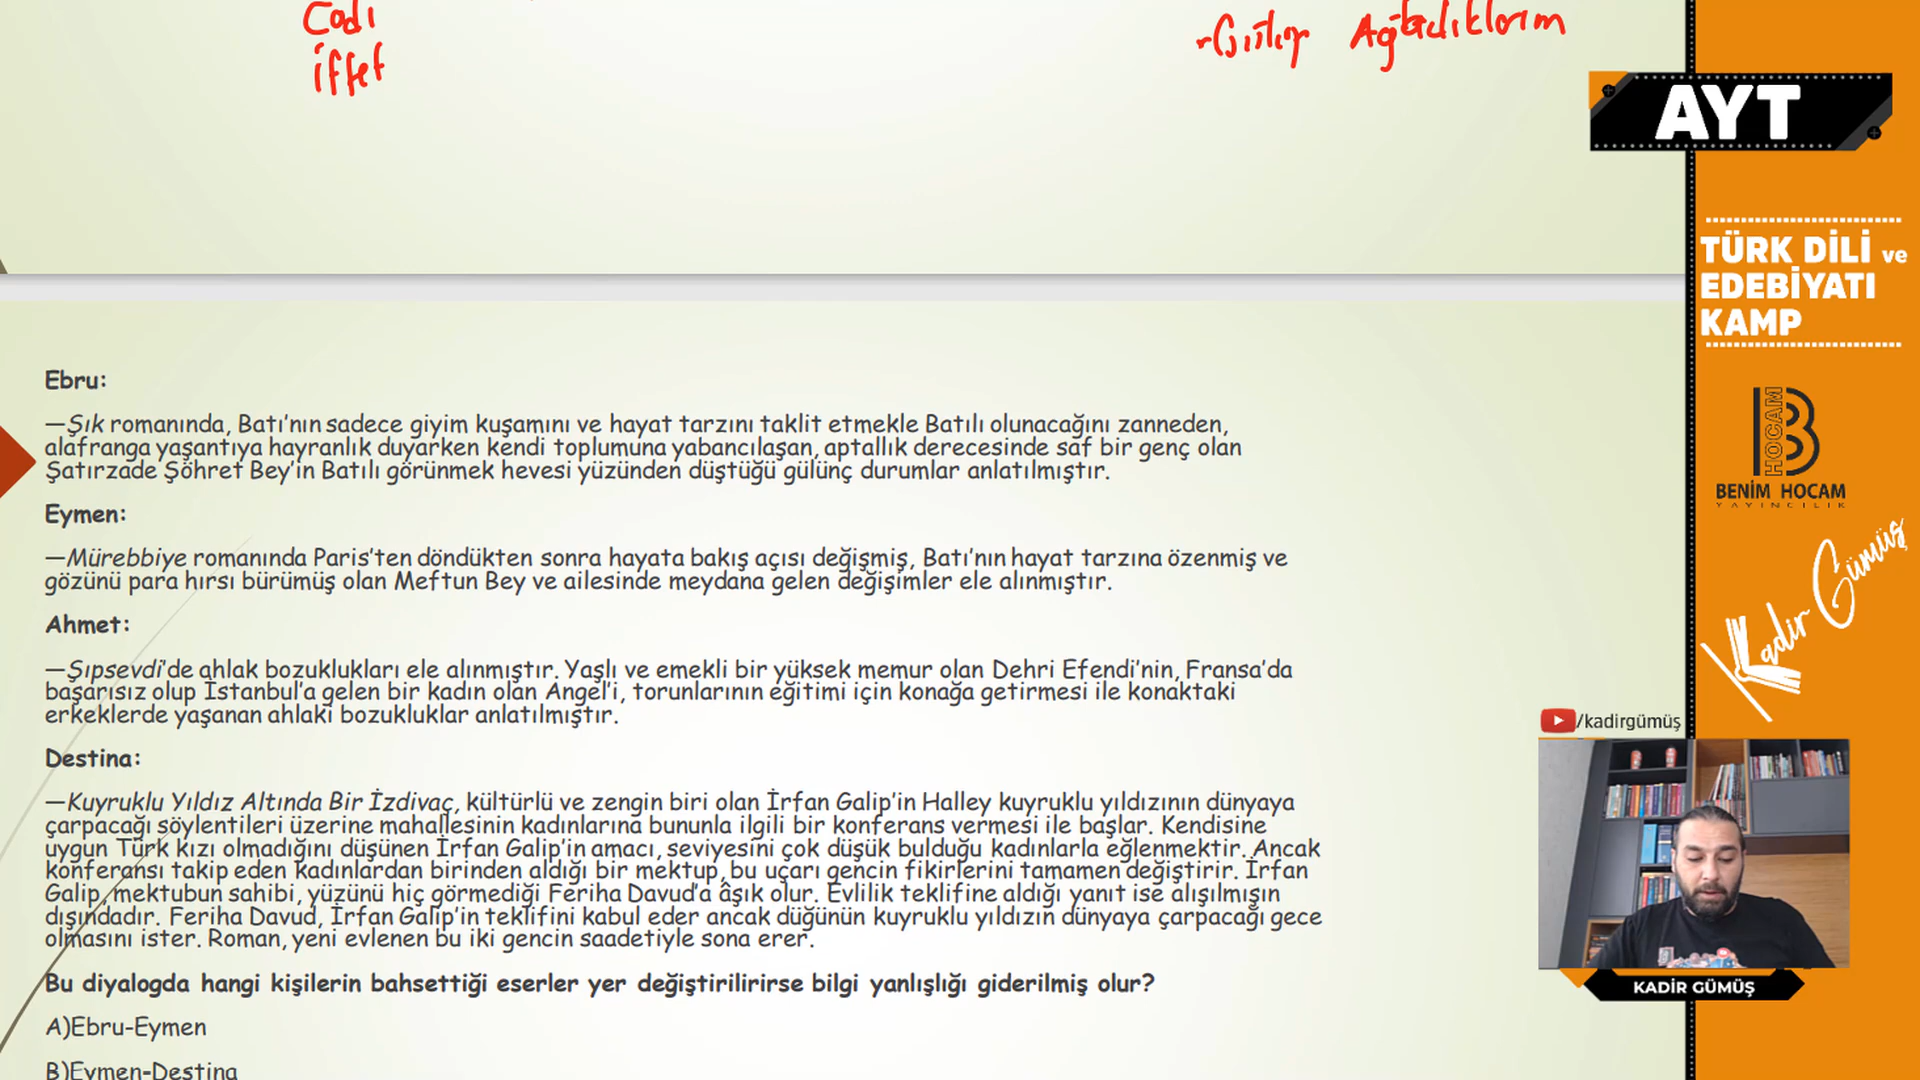 Cadı
iffet
Ağladıklarım
AYT
TÜRK DİLİ ve
EDEBİYATI
KAMP
Ebru:
—Şık romanında, Batı’nın sadece giyim kuşamını ve hayat tarzını taklit etmekle Batılı olunacağını zanneden,
alafranga yaşantıya hayranlık duyarken kendi toplumuna yabancılaşan, aptallık derecesinde saf bir genç olan
Şatırzade Şöhret Bey’in Batılı görünmek hevesi yüzünden düştüğü gülünç durumlar anlatılmıştır.
HOCAM
B
BENİM HOCAM
YAYINCILIK
Eymen:
—Mürebbiye romanında Paris’ten döndükten sonra hayata bakış açısı değişmiş, Batı’nın hayat tarzına özenmiş ve
gözünü para hırsı bürümüş olan Meftun Bey ve ailesinde meydana gelen değişimler ele alınmıştır.
Kadir Gümüş
Ahmet:
—Şıpsevdi’de ahlak bozuklukları ele alınmıştır. Yaşlı ve emekli bir yüksek memur olan Dehri Efendi’nin, Fransa’da
başarısız olup İstanbul’a gelen bir kadın olan Angel’i, torunlarının eğitimi için konağa getirmesi ile konaktaki
erkeklerde yaşanan ahlaki bozukluklar anlatılmıştır.
/kadirgümüş
Destina:
—Kuyruklu Yıldız Altında Bir İzdivaç, kültürlü ve zengin biri olan İrfan Galip’in Halley kuyruklu yıldızının dünyaya
çarpacağı söylentileri üzerine mahallesinin kadınlarına bununla ilgili bir konferans vermesi ile başlar. Kendisine
uygun Türk kızı olmadığını düşünen İrfan Galip’in amacı, seviyesini çok düşük bulduğu kadınlarla eğlenmektir. Ancak
konferansı takip eden kadınlardan birinden aldığı bir mektup, bu uçarı gencin fikirlerini tamamen değiştirir. İrfan
Galip, mektubun sahibi, yüzünü hiç görmediği Feriha Davud’a âşık olur. Evlilik teklifine aldığı yanıt ise alışılmışın
dışındadır. Feriha Davud, İrfan Galip’in teklifini kabul eder ancak düğünün kuyruklu yıldızın dünyaya çarpacağı gece
olmasını ister. Roman, yeni evlenen bu iki gencin saadetiyle sona erer.
Bu diyalogda hangi kişilerin bahsettiği eserler yer değiştirilirirse bilgi yanlışlığı giderilmiş olur?
KADİR GÜMÜŞ
A)Ebru-Eymen
B)Eymen-Destina